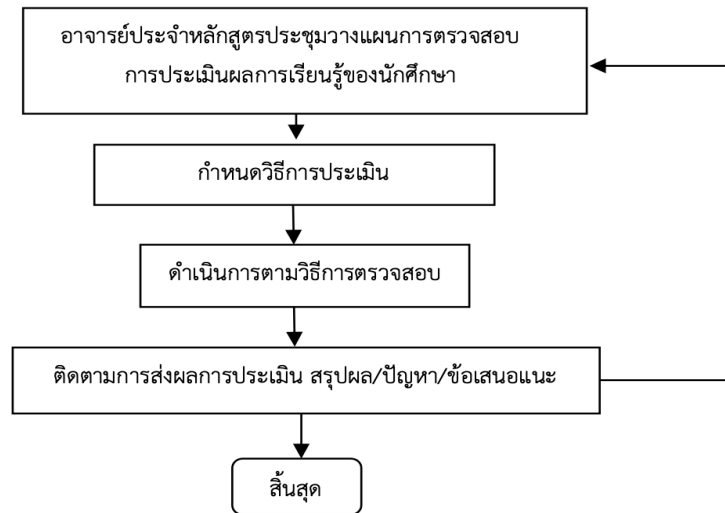 อาจารย์ประจำหลักสูตรประชุมวางแผนการตรวจสอบ
การประเมินผลการเรียนรู้ของนักศึกษา
กำหนดวิธีการประเมิน
ดำเนินการตามวิธีการตรวจสอบ
ติดตามการส่งผลการประเมิน สรุปผล/ปัญหา/ข้อเสนอแนะ
สิ้นสุด